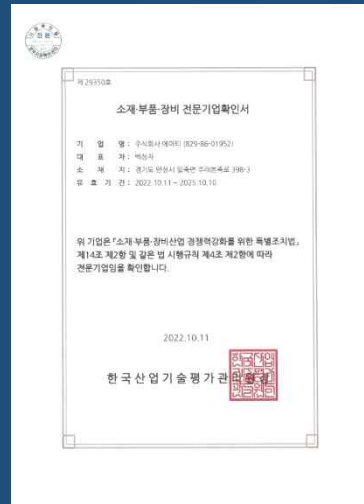 제29350호
소재·부품·장비 전문기업확인서
기 업 명 : 주식회사 에이티 (829-86-01952)
대 표 자 : 백승자
소 재 지 : 경기도 안성시 일죽면 주래본죽로 398-3
유 효 기 간 : 2022.10.11 ~ 2025.10.10
위 기업은 「소재·부품·장비산업 경쟁력강화를 위한 특별조치법」
제14조 제2항 및 같은 법 시행규칙 제4조 제2항에 따라
전문기업임을 확인합니다.
2022.10.11
한국산업기술평가관리원장